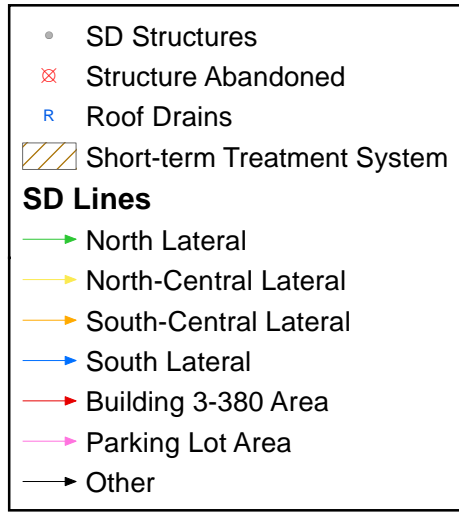 SD Structures
Structure Abandoned
R Roof Drains
Short-term Treatment System
SD Lines
North Lateral
North-Central Lateral
South-Central Lateral
South Lateral
Building 3-380 Area
Parking Lot Area
Other